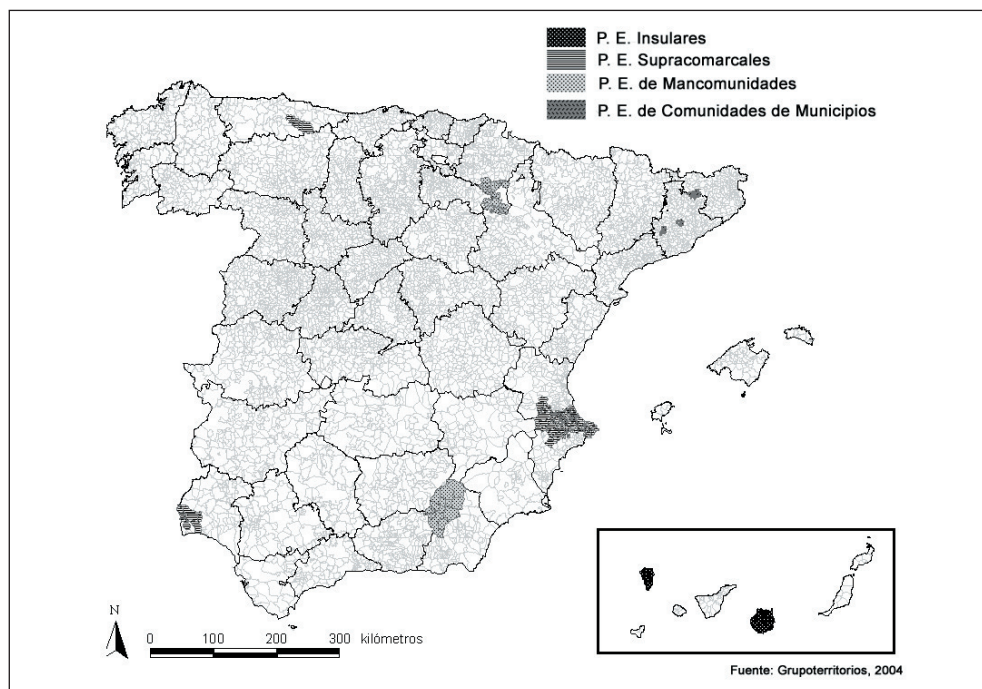 P. E. Insulares
P. E. Supracomarcales
P. E. de Mancomunidades
P. E. de Comunidades de Municipios
N
0 100 200 300 kilómetros
Fuente: Grupoterritorios, 2004